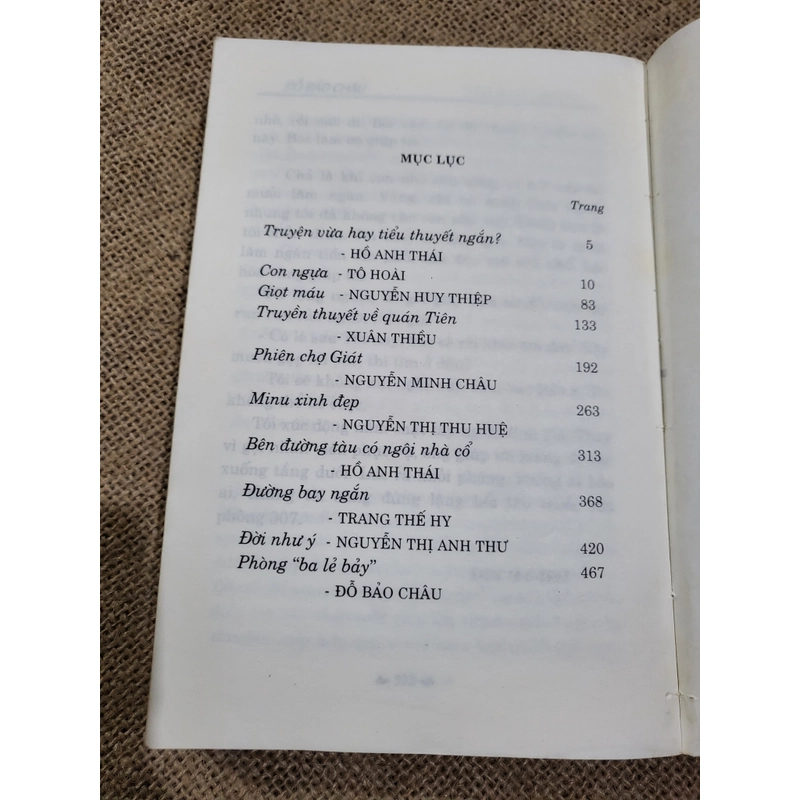 MỤC LỤC
Trang
Truyện vừa hay tiểu thuyết ngắn? 5
- HỒ ANH THÁI
Con ngựa - TÔ HOÀI 10
Giọt máu - NGUYỄN HUY THIỆP 83
Truyền thuyết về quán Tiên 133
- XUÂN THIỀU
Phiên chợ Giát 192
- NGUYỄN MINH CHÂU
Minu xinh đẹp 263
- NGUYỄN THỊ THU HUỆ
Bên đường tàu có ngôi nhà cổ 313
- HỒ ANH THÁI
Đường bay ngắn 368
- TRANG THẾ HY
Đời như ý - NGUYỄN THỊ ANH THƯ 420
Phòng “ba lẻ bảy” 467
- ĐỖ BẢO CHÂU